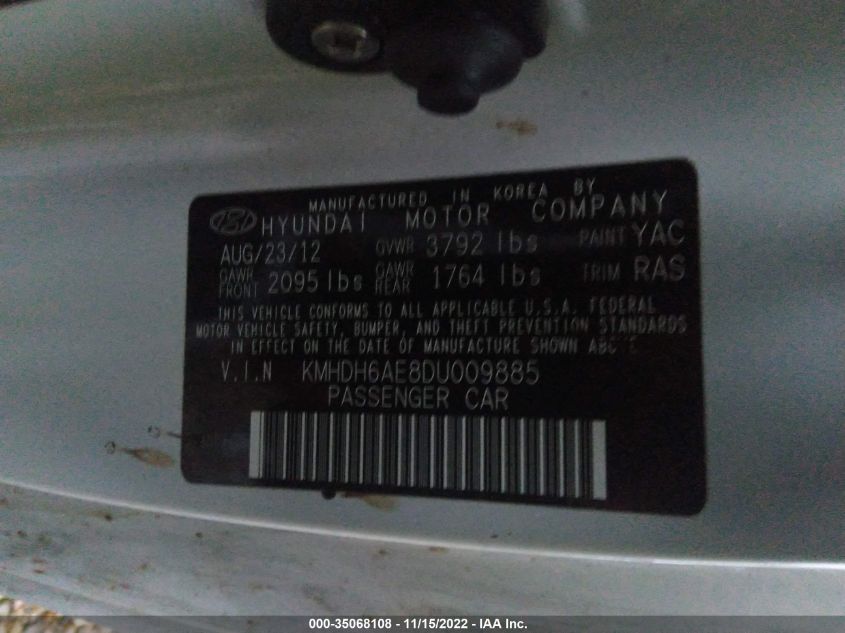 MANUFACTURED IN KOREA BY
HYUNDAI MOTOR COMPANY
AUG/23/12 GVWR 3792 lbs PAINT YAC
GAWR FRONT 2095 lbs GAWR REAR 1764 lbs TRIM RAS
THIS VEHICLE CONFORMS TO ALL APPLICABLE U.S.A. FEDERAL
MOTOR VEHICLE SAFETY, BUMPER, AND THEFT PREVENTION STANDARDS
IN EFFECT ON THE DATE OF MANUFACTURE SHOWN ABOVE
V.I.N KMHDH6AE8DU009885
PASSENGER CAR
000-35068108 - 11/15/2022 - IAA Inc.